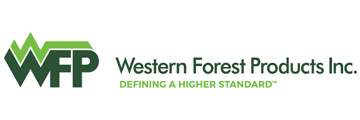 WFP
Western Forest Products Inc.
DEFINING A HIGHER STANDARD™